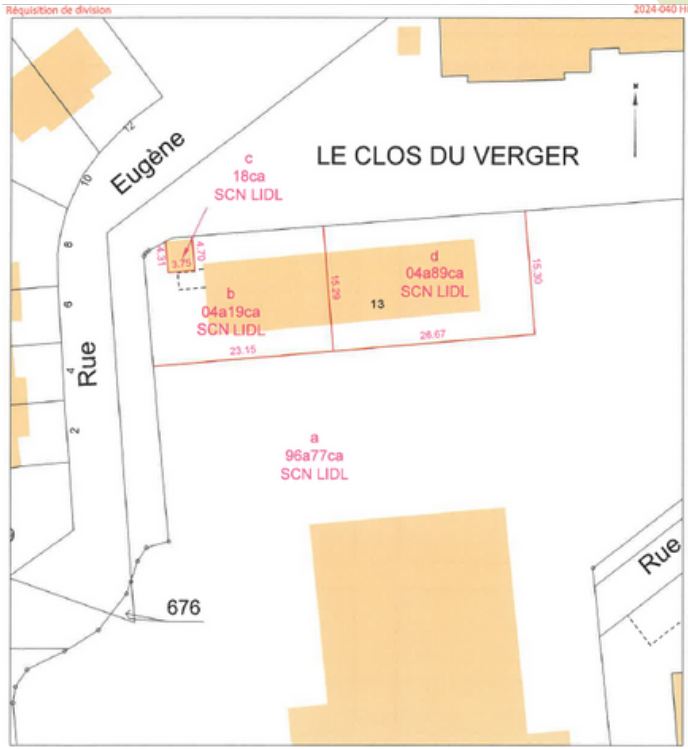 Réquisition de division
2024-040 H
12
Eugène
10
LE CLOS DU VERGER
c
18ca
SCN LIDL
8
4.31
3.75
4.70
b
04a19ca
SCN LIDL
15.29
d
04a89ca
SCN LIDL
15.30
13
6
Rue
4
23.15
26.67
2
a
96a77ca
SCN LIDL
Rue
676